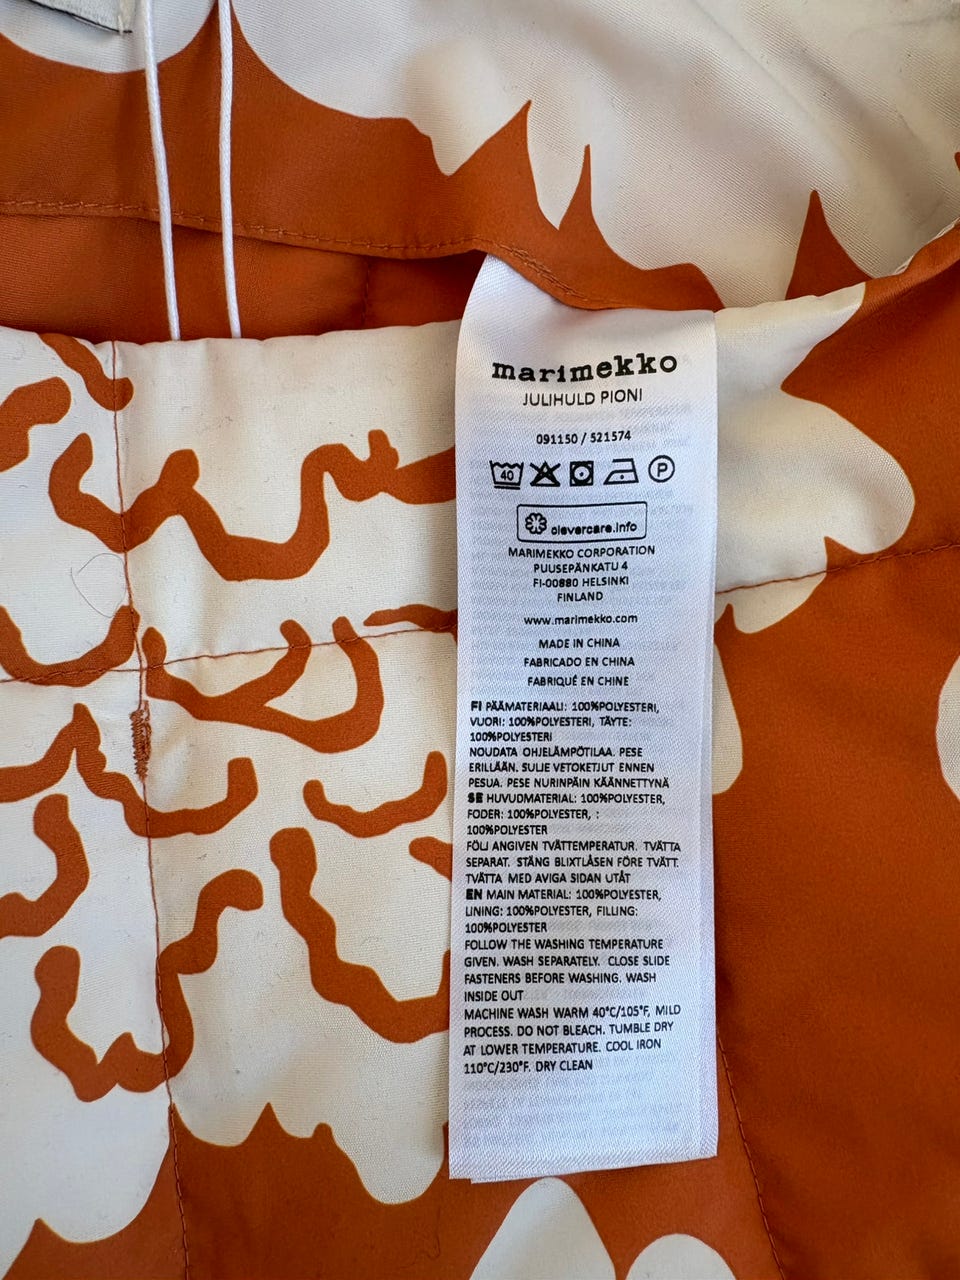 marimekko
JULIHULD PIONI
091150 / 521574
40
P
clevercare.info
MARIMEKKO CORPORATION
PUUSEPÄNKATU 4
FI-00880 HELSINKI
FINLAND
www.marimekko.com
MADE IN CHINA
FABRICADO EN CHINA
FABRIQUÉ EN CHINE
FI PÄÄMATERIAALI: 100%POLYESTERI,
VUORI: 100%POLYESTERI, TÄYTE:
100%POLYESTERI
NOUDATA OHJELÄMPÖTILAA. PESE
ERILLÄÄN. SULJE VETOKETJUT ENNEN
PESUA. PESE NURINPÄIN KÄÄNNETTYNÄ
SE HUVUDMATERIAL: 100%POLYESTER,
FODER: 100%POLYESTER, :
100%POLYESTER
FÖLJ ANGIVEN TVÄTTEMPERATUR. TVÄTTA
SEPARAT. STÄNG BLIXTLÅSEN FÖRE TVÄTT.
TVÄTTA MED AVIGA SIDAN UTÅT
EN MAIN MATERIAL: 100%POLYESTER,
LINING: 100%POLYESTER, FILLING:
100%POLYESTER
FOLLOW THE WASHING TEMPERATURE
GIVEN. WASH SEPARATELY. CLOSE SLIDE
FASTENERS BEFORE WASHING. WASH
INSIDE OUT
MACHINE WASH WARM 40°C/105°F, MILD
PROCESS. DO NOT BLEACH. TUMBLE DRY
AT LOWER TEMPERATURE. COOL IRON
110°C/230°F. DRY CLEAN